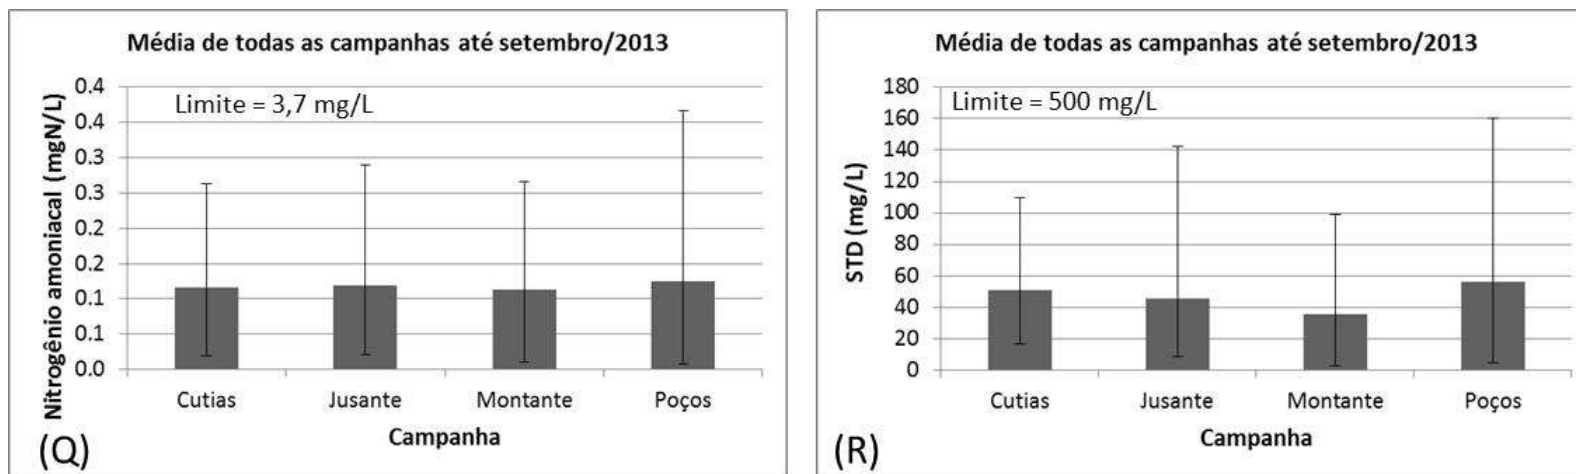 Média de todas as campanhas até setembro/2013
Limite = 3,7 mg/L
Nitrogênio amoniacal (mgN/L)
0.4
0.4
0.3
0.3
0.2
0.2
0.1
0.1
0.0
Cutias Jusante Montante Poços
Campanha
(Q)
Média de todas as campanhas até setembro/2013
Limite = 500 mg/L
STD (mg/L)
180
160
140
120
100
80
60
40
20
0
Cutias Jusante Montante Poços
Campanha
(R)